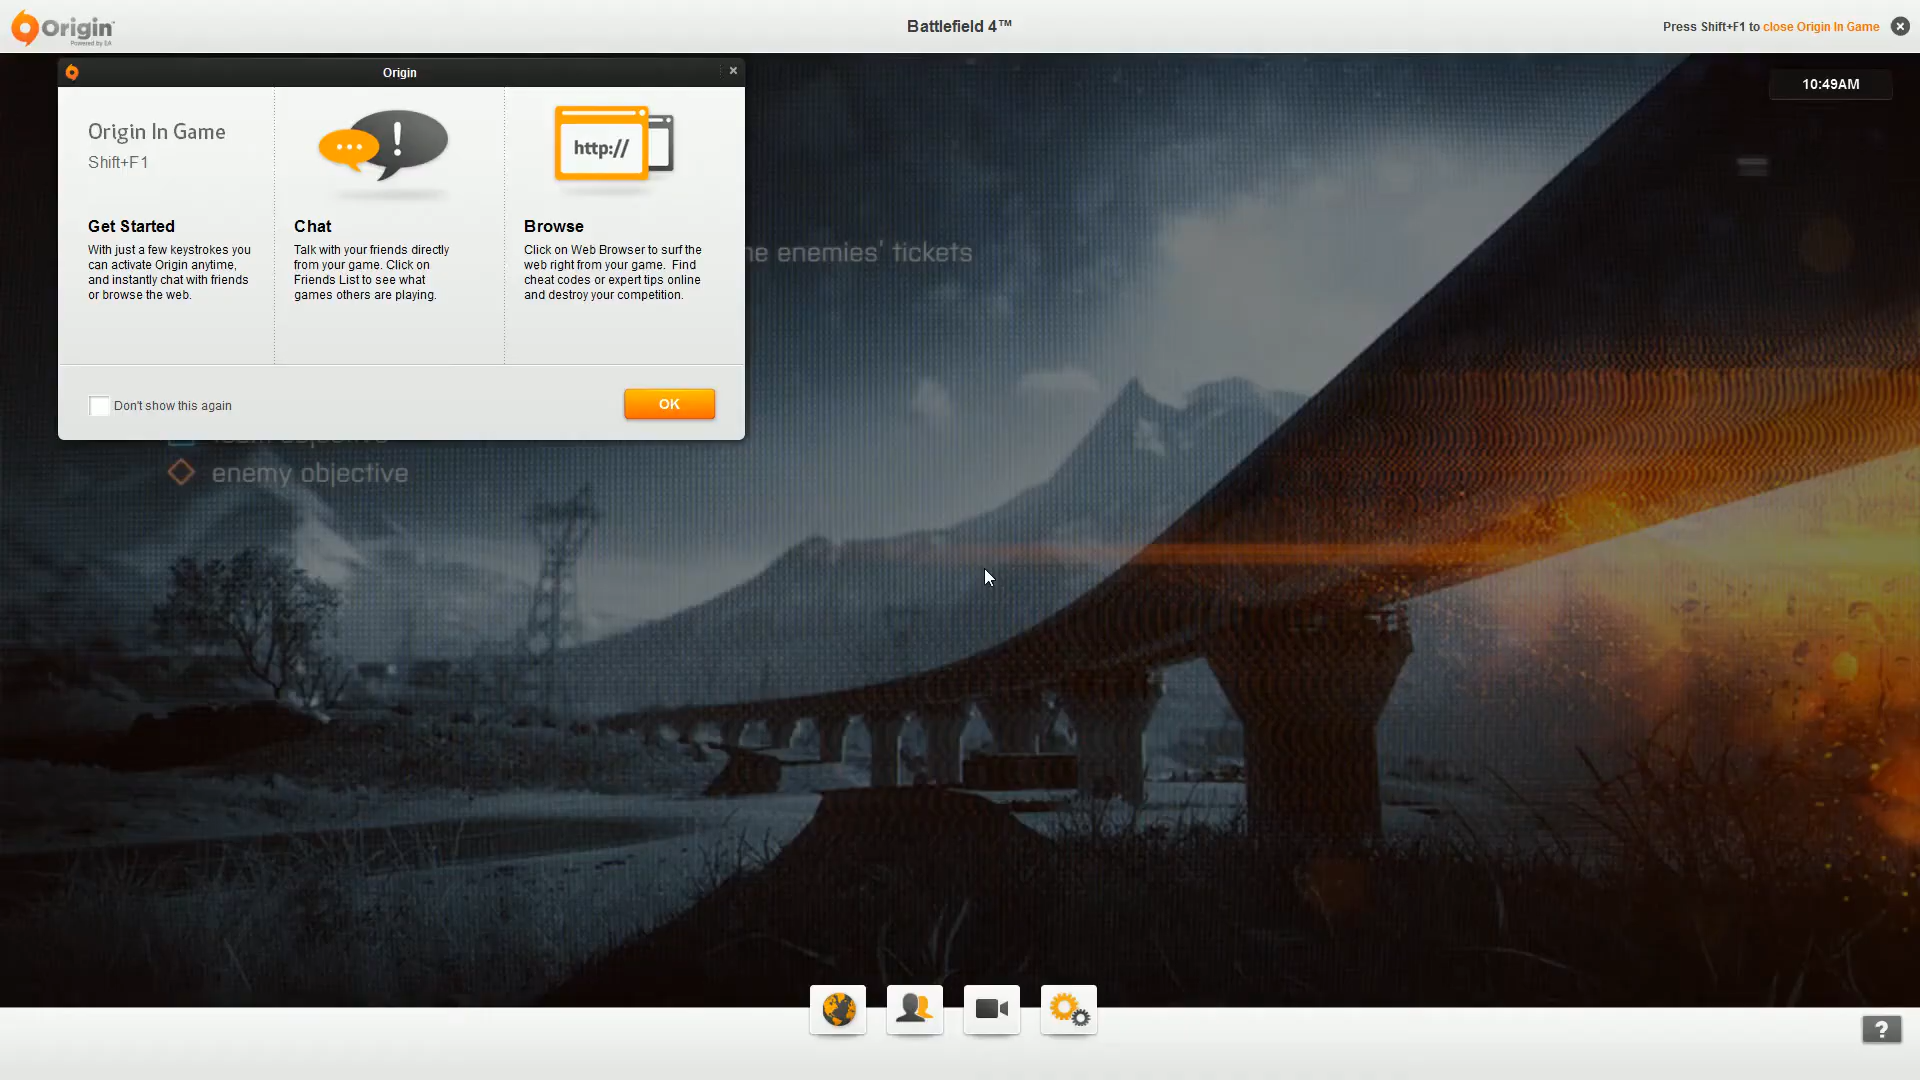 Origin
Powered by EA
Battlefield 4™
Press Shift+F1 to close Origin In Game
Origin
10:49AM
Origin In Game
Shift+F1
Get Started
With just a few keystrokes you
can activate Origin anytime,
and instantly chat with friends
or browse the web.
!
Chat
Talk with your friends directly
from your game. Click on
Friends List to see what
games others are playing.
http://
Browse
Click on Web Browser to surf the
web right from your game. Find
cheat codes or expert tips online
and destroy your competition.
enemies' tickets
Don't show this again
OK
enemy objective
?